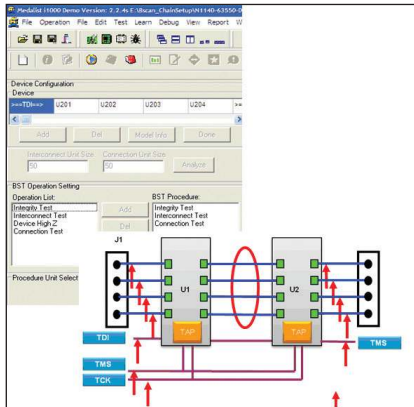 Medalist i1000 Demo Version: 2.2.4s E:\Bscan_ChainSetup\N1140-63550-0
File Operation File Edit Test Learn Debug View Report W
Device Configuration
Device
>==TDI==> U201 U202 U203 U204 >=
Add Del Model Info Done
Interconnect Unit Size Connection Unit Size
50 50 Analyze
BST Operation Setting
Operation List: BST Procedure:
Integrity Test Add Integrity Test
Interconnect Test Interconnect Test
Device High Z Del Connection Test
Connection Test
J1
Procedure Unit Select
U1 U2
TAP TAP
TDI TMS
TMS
TCK